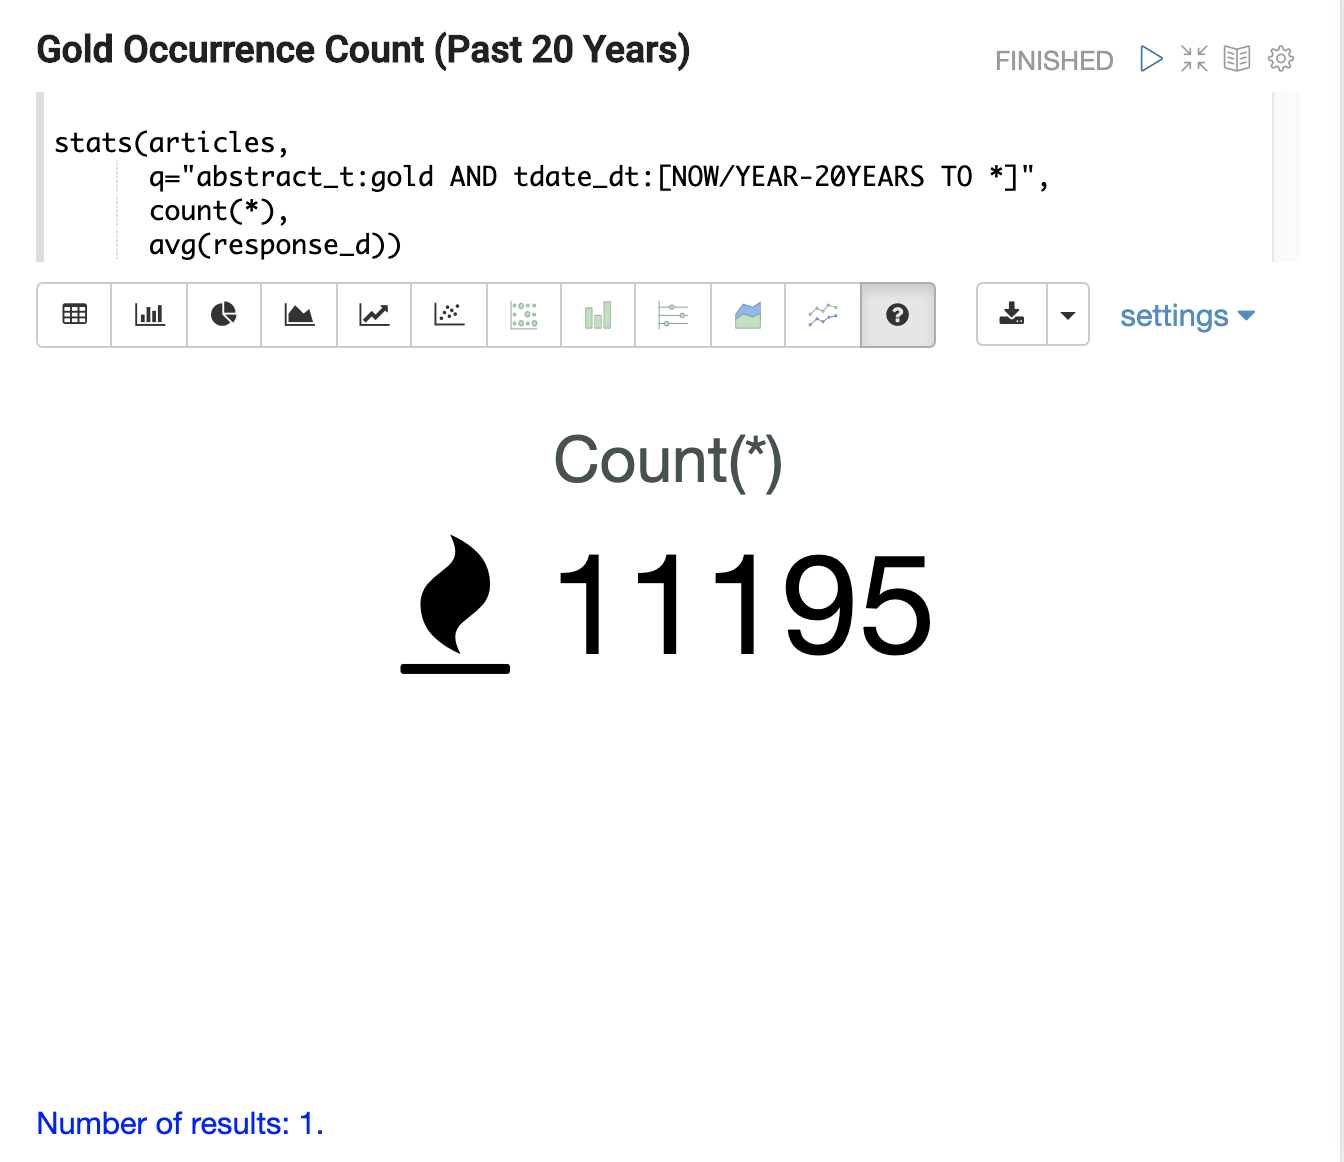 Gold Occurrence Count (Past 20 Years)
FINISHED
stats(articles,
q="abstract_t:gold AND tdate_dt:[NOW/YEAR-20YEARS TO *]",
count(*),
avg(response_d))
settings
Count(*)
11195
Number of results: 1.